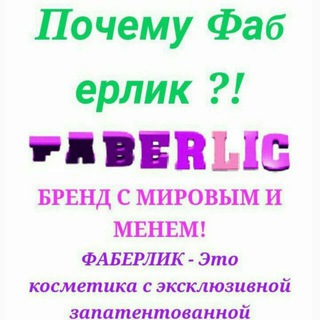 Почему Фаб
ерлик ?!
FABERLIC
БРЕНД С МИРОВЫМ И
МЕНЕМ!
ФАБЕРЛИК - Это
косметика с эксклюзивной
запатентованной